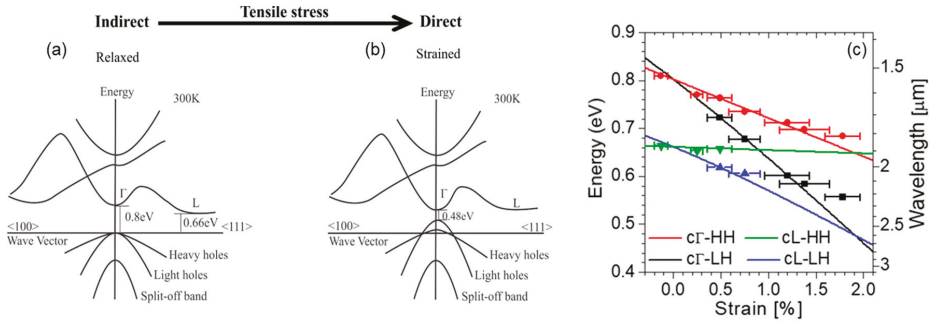 Tensile stress
Indirect
Direct
(a)
Relaxed
Energy
300K
Γ
L
0.8eV
0.66eV
<100>
<111>
Wave Vector
Heavy holes
Light holes
Split-off band
(b)
Strained
Energy
300K
Γ
L
0.48eV
<100>
<111>
Wave Vector
Heavy holes
Light holes
Split-off band
(c)
Energy (eV)
0.9
0.8
0.7
0.6
0.5
0.4
cΓ-HH
cL-HH
cΓ-LH
cL-LH
0.0 0.5 1.0 1.5 2.0
Strain [%]
1.5
2
2.5
3
Wavelength [μm]